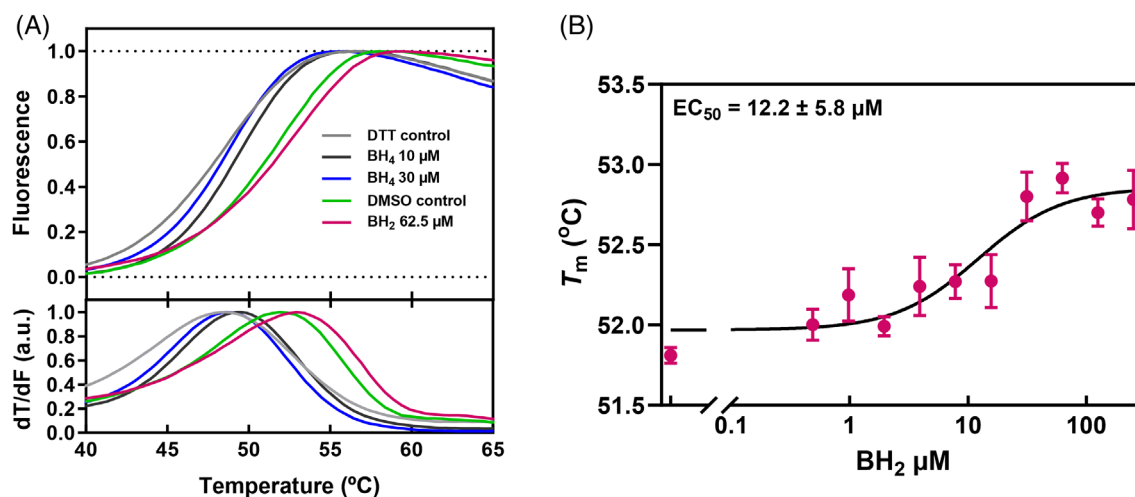 (A)
1.0
0.8
0.6
0.4
0.2
0.0
Fluorescence
DTT control
BH₄ 10 µM
BH₄ 30 µM
DMSO control
BH₂ 62.5 µM
1.0
0.8
0.6
0.4
0.2
0.0
dT/dF (a.u.)
40 45 50 55 60 65
Temperature (ºC)
(B)
EC₅₀ = 12.2 ± 5.8 µM
53.5
53.0
52.5
52.0
51.5
Tₘ (°C)
0.1 1 10 100
BH₂ µM